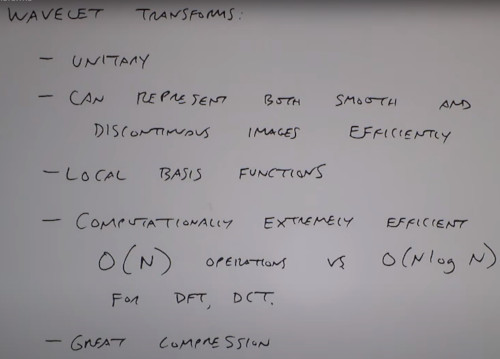 WAVELET TRANSFORMS:
- UNITARY
- CAN REPRESENT BOTH SMOOTH AND
DISCONTINUOUS IMAGES EFFICIENTLY
- LOCAL BASIS FUNCTIONS
- COMPUTATIONALLY EXTREMELY EFFICIENT
O(N) OPERATIONS VS O(N log N)
FOR DFT, DCT.
- GREAT COMPRESSION